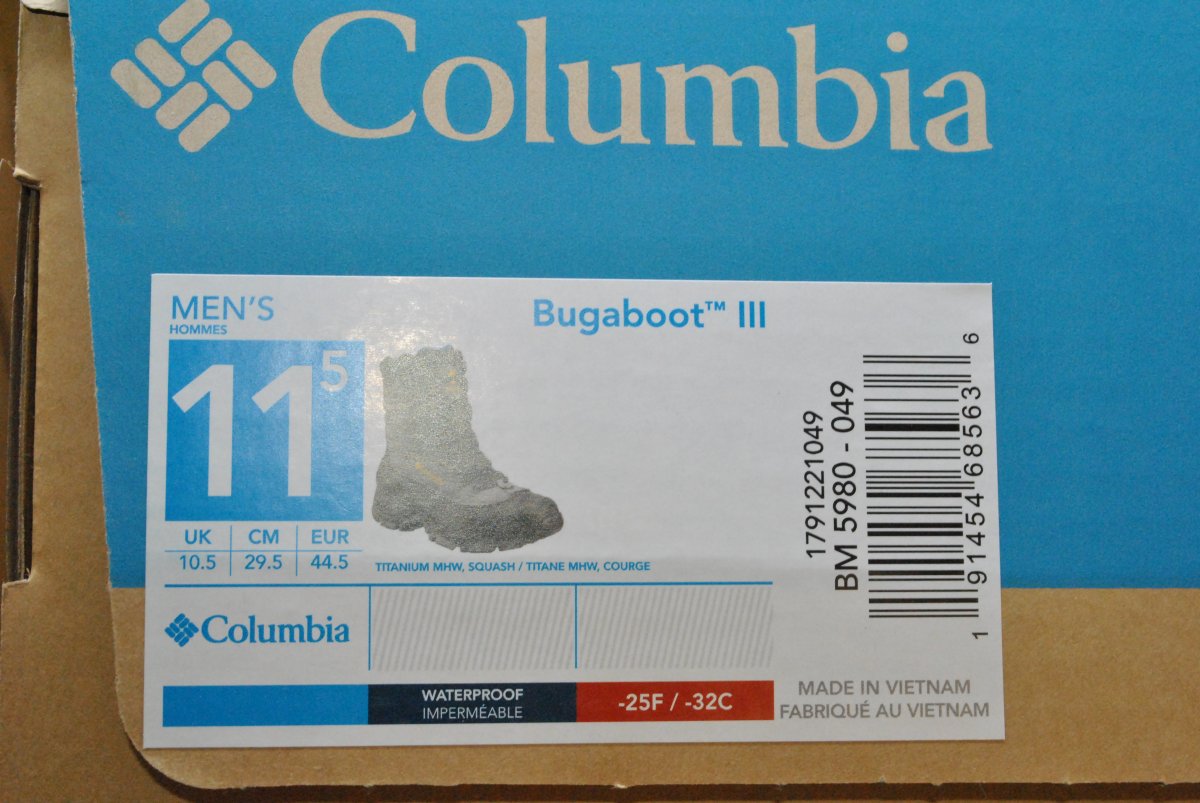 Columbia
MEN'S
HOMMES
11 5
Bugaboot™ III
UK CM EUR
10.5 29.5 44.5
TITANIUM MHW, SQUASH / TITANE MHW, COURGE
1791221049
BM 5980 - 049
1 91454 68563 6
Columbia
WATERPROOF
IMPERMÉABLE
-25F / -32C
MADE IN VIETNAM
FABRIQUÉ AU VIETNAM